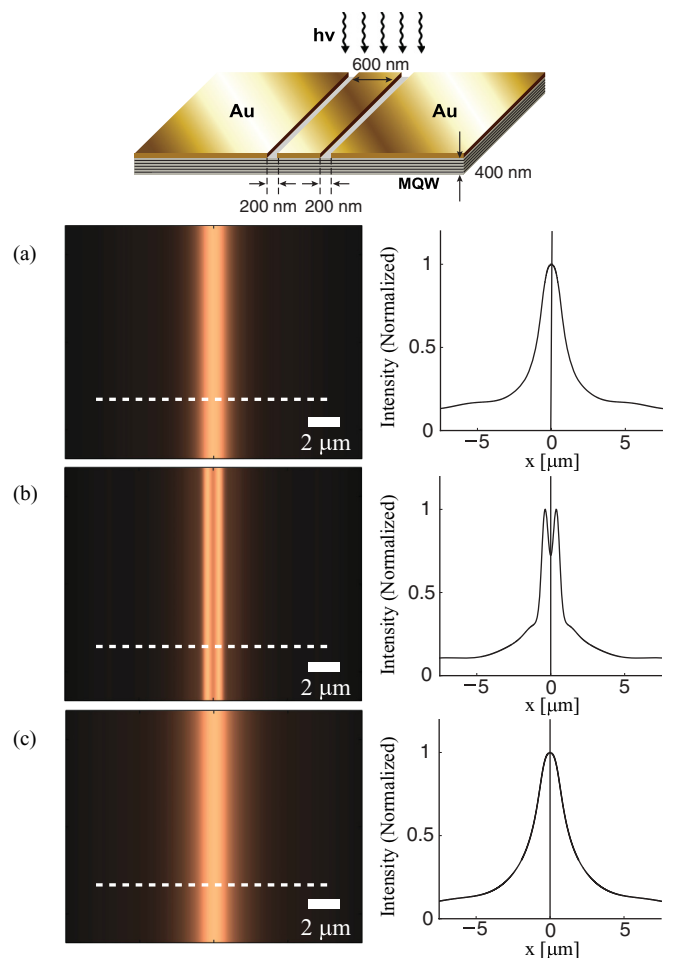 hν
600 nm
Au
Au
400 nm
MQW
200 nm
200 nm
(a)
2 μm
Intensity (Normalized)
1
0.5
0
−5
0
5
x [μm]
(b)
2 μm
Intensity (Normalized)
1
0.5
0
−5
0
5
x [μm]
(c)
2 μm
Intensity (Normalized)
1
0.5
0
−5
0
5
x [μm]